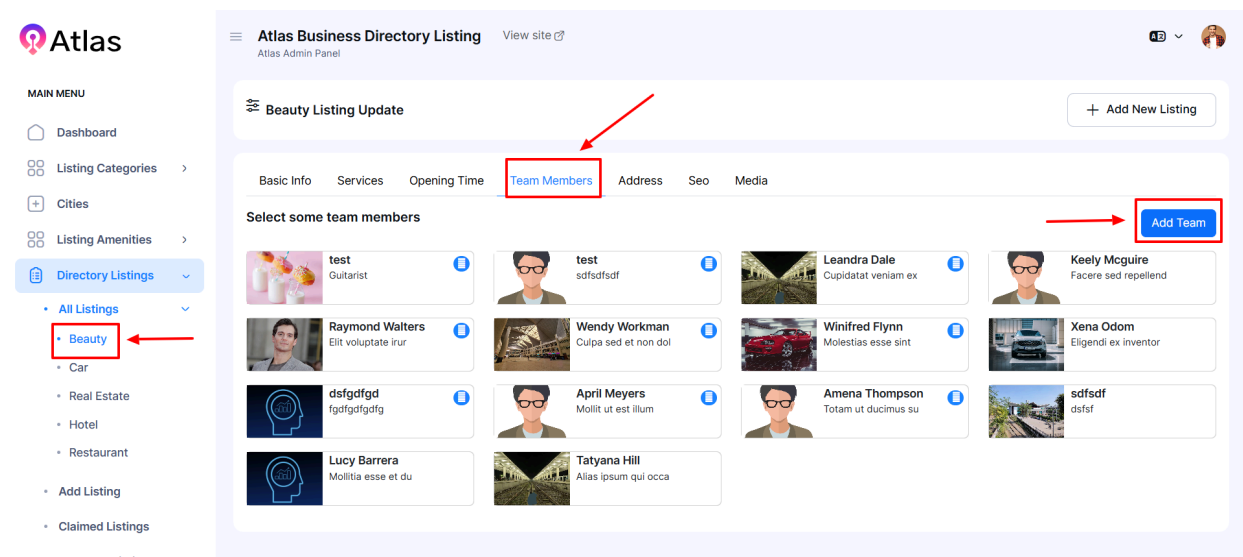 Atlas
Atlas Business Directory Listing View site
Atlas Admin Panel
MAIN MENU
Dashboard
Listing Categories
Cities
Listing Amenities
Directory Listings
All Listings
Beauty
Car
Real Estate
Hotel
Restaurant
Add Listing
Claimed Listings
Beauty Listing Update
+ Add New Listing
Basic Info Services Opening Time Team Members Address Seo Media
Select some team members
Add Team
test
Guitarist
test
sdfsdfsdf
Leandra Dale
Cupidatat veniam ex
Keely Mcguire
Facere sed repellend
Raymond Walters
Elit voluptate irur
Wendy Workman
Culpa sed et non dol
Winifred Flynn
Molestias esse sint
Xena Odom
Eligendi ex inventor
dsfgdfgd
fgdfgdfgdfg
April Meyers
Mollit ut est illum
Amena Thompson
Totam ut ducimus su
sdfsdf
dsfsf
Lucy Barrera
Mollitia esse et du
Tatyana Hill
Alias ipsum qui occa